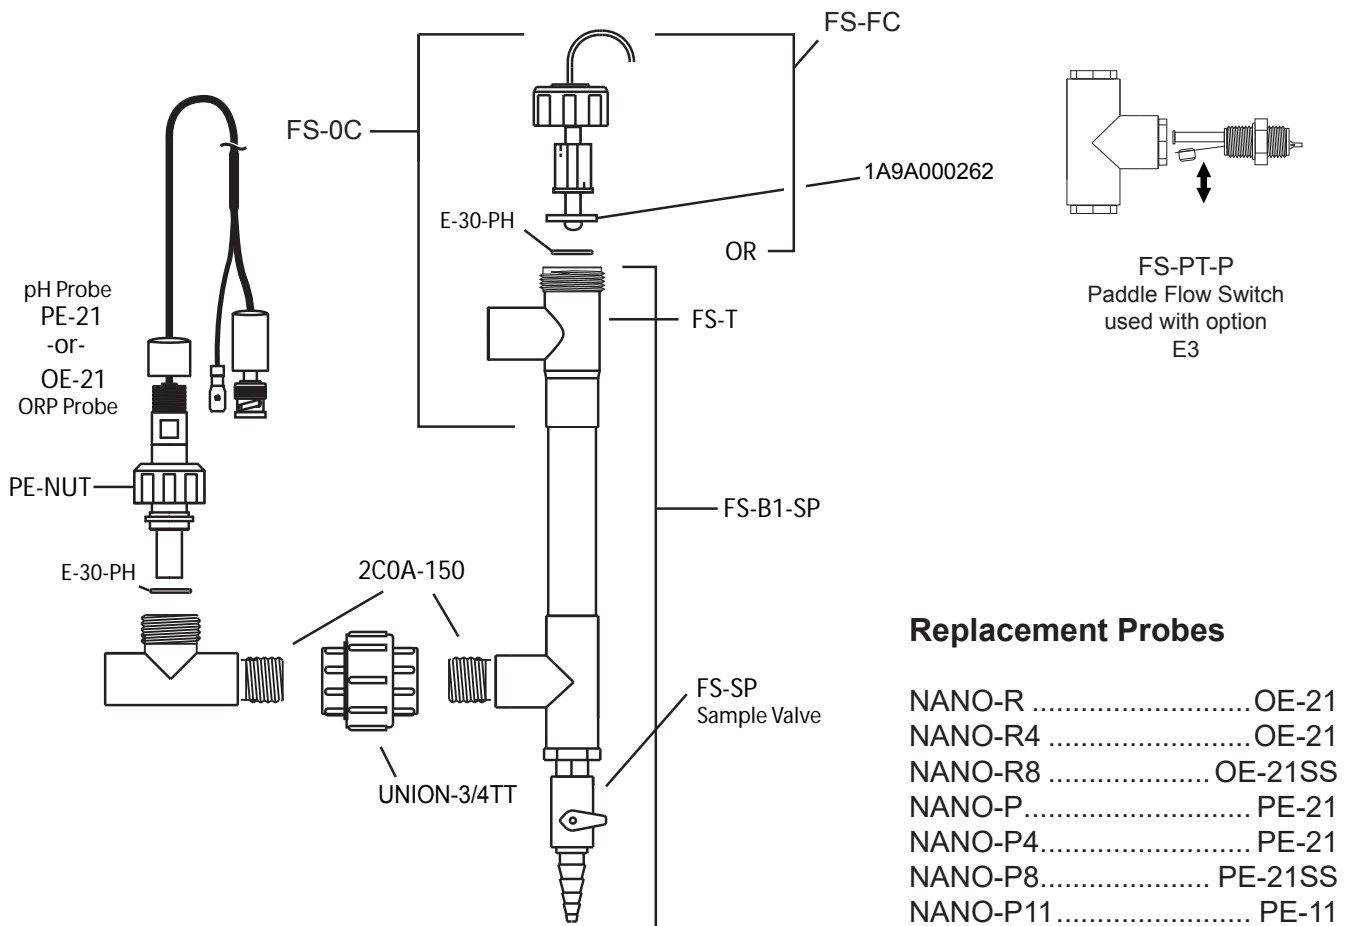 FS-FC
FS-0C
1A9A000262
E-30-PH
OR
FS-T
FS-PT-P
Paddle Flow Switch
used with option
E3
pH Probe
PE-21
-or-
OE-21
ORP Probe
PE-NUT
E-30-PH
2C0A-150
FS-B1-SP
UNION-3/4TT
FS-SP
Sample Valve
Replacement Probes
NANO-R ........................... OE-21
NANO-R4 ......................... OE-21
NANO-R8 .................... OE-21SS
NANO-P............................ PE-21
NANO-P4.......................... PE-21
NANO-P8..................... PE-21SS
NANO-P11........................ PE-11